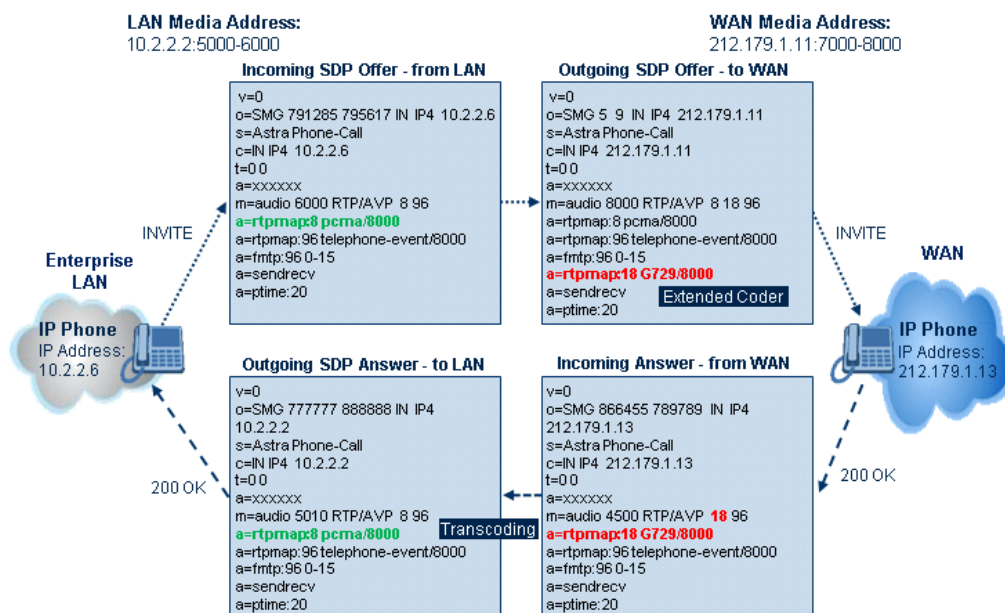 LAN Media Address:
10.2.2.2:5000-6000
WAN Media Address:
212.179.1.11:7000-8000
Incoming SDP Offer - from LAN
v=0
o=SMG 791285 795617 IN IP4 10.2.2.6
s=Astra Phone-Call
c=IN IP4 10.2.2.6
t=0 0
a=xxxxxx
m=audio 6000 RTP/AVP 8 96
a=rtpmap:8 pcma/8000
a=rtpmap:96 telephone-event/8000
a=fmtp:96 0-15
a=sendrecv
a=ptime:20
Outgoing SDP Offer - to WAN
v=0
o=SMG 5 9 IN IP4 212.179.1.11
s=Astra Phone-Call
c=IN IP4 212.179.1.11
t=0 0
a=xxxxxx
m=audio 8000 RTP/AVP 8 18 96
a=rtpmap:8 pcma/8000
a=rtpmap:96 telephone-event/8000
a=fmtp:96 0-15
a=rtpmap:18 G729/8000
a=sendrecv
Extended Coder
a=ptime:20
INVITE
INVITE
Enterprise
LAN
IP Phone
IP Address:
10.2.2.6
WAN
IP Phone
IP Address:
212.179.1.13
Outgoing SDP Answer - to LAN
v=0
o=SMG 777777 888888 IN IP4
10.2.2.2
s=Astra Phone-Call
c=IN IP4 10.2.2.2
t=0 0
a=xxxxxx
m=audio 5010 RTP/AVP 8 96
a=rtpmap:8 pcma/8000
a=rtpmap:96 telephone-event/8000
a=fmtp:96 0-15
a=sendrecv
a=ptime:20
Transcoding
Incoming Answer - from WAN
v=0
o=SMG 866455 789789 IN IP4
212.179.1.13
s=Astra Phone-Call
c=IN IP4 212.179.1.13
t=0 0
a=xxxxxx
m=audio 4500 RTP/AVP 18 96
a=rtpmap:18 G729/8000
a=rtpmap:96 telephone-event/8000
a=fmtp:96 0-15
a=sendrecv
a=ptime:20
200 OK
200 OK